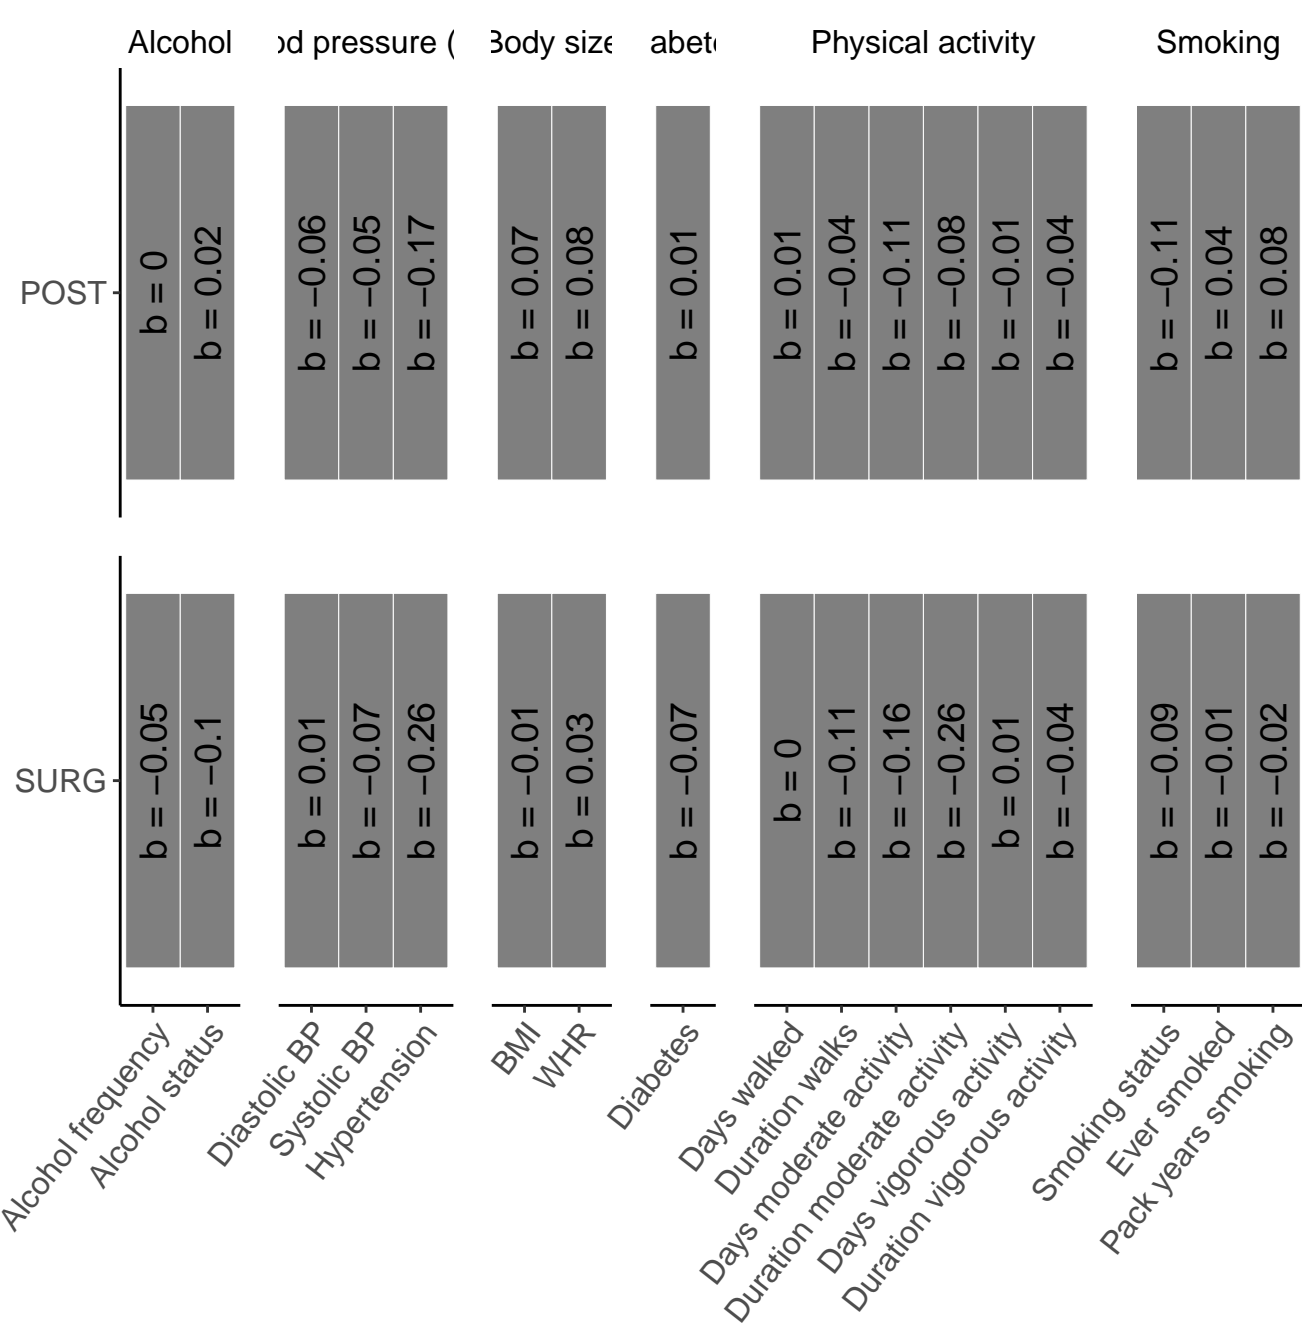 Alcohol
od pressure (
Body size
abete
Physical activity
Smoking
POST
b = 0
b = 0.02
b = −0.06
b = −0.05
b = −0.17
b = 0.07
b = 0.08
b = 0.01
b = 0.01
b = −0.04
b = −0.11
b = −0.08
b = −0.01
b = −0.04
b = −0.11
b = 0.04
b = 0.08
SURG
b = −0.05
b = −0.1
b = 0.01
b = −0.07
b = −0.26
b = −0.01
b = 0.03
b = −0.07
b = 0
b = −0.11
b = −0.16
b = −0.26
b = 0.01
b = −0.04
b = −0.09
b = −0.01
b = −0.02
Alcohol frequency
Alcohol status
Diastolic BP
Systolic BP
Hypertension
BMI
WHR
Diabetes
Days walked
Duration walks
Days moderate activity
Duration moderate activity
Days vigorous activity
Duration vigorous activity
Smoking status
Ever smoked
Pack years smoking